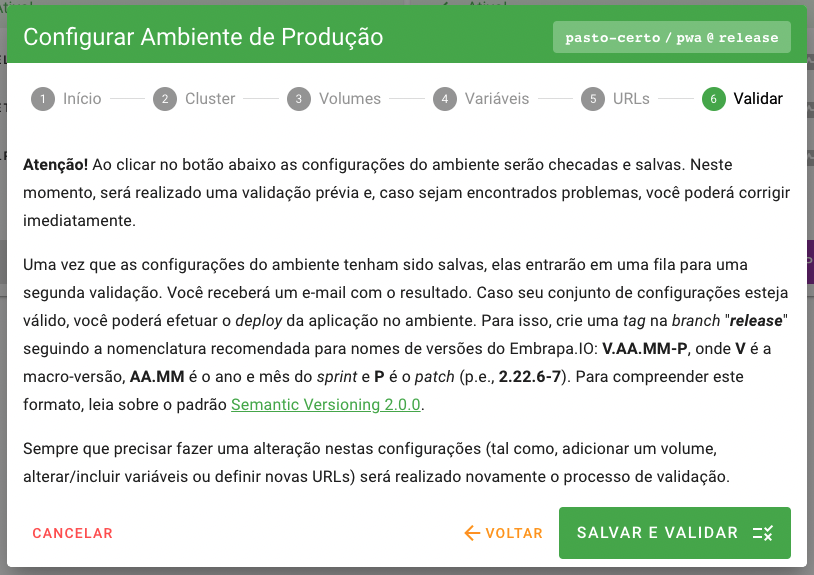 Configurar Ambiente de Produção
pasto-certo / pwa @ release
1 Início 2 Cluster 3 Volumes 4 Variáveis 5 URLs 6 Validar
Atenção! Ao clicar no botão abaixo as configurações do ambiente serão checadas e salvas. Neste
momento, será realizado uma validação prévia e, caso sejam encontrados problemas, você poderá corrigir
imediatamente.
Uma vez que as configurações do ambiente tenham sido salvas, elas entrarão em uma fila para uma
segunda validação. Você receberá um e-mail com o resultado. Caso seu conjunto de configurações esteja
válido, você poderá efetuar o deploy da aplicação no ambiente. Para isso, crie uma tag na branch "release"
seguindo a nomenclatura recomendada para nomes de versões do Embrapa.IO: V.AA.MM-P, onde V é a
macro-versão, AA.MM é o ano e mês do sprint e P é o patch (p.e., 2.22.6-7). Para compreender este
formato, leia sobre o padrão Semantic Versioning 2.0.0.
Sempre que precisar fazer uma alteração nestas configurações (tal como, adicionar um volume,
alterar/incluir variáveis ou definir novas URLs) será realizado novamente o processo de validação.
CANCELAR
VOLTAR
SALVAR E VALIDAR